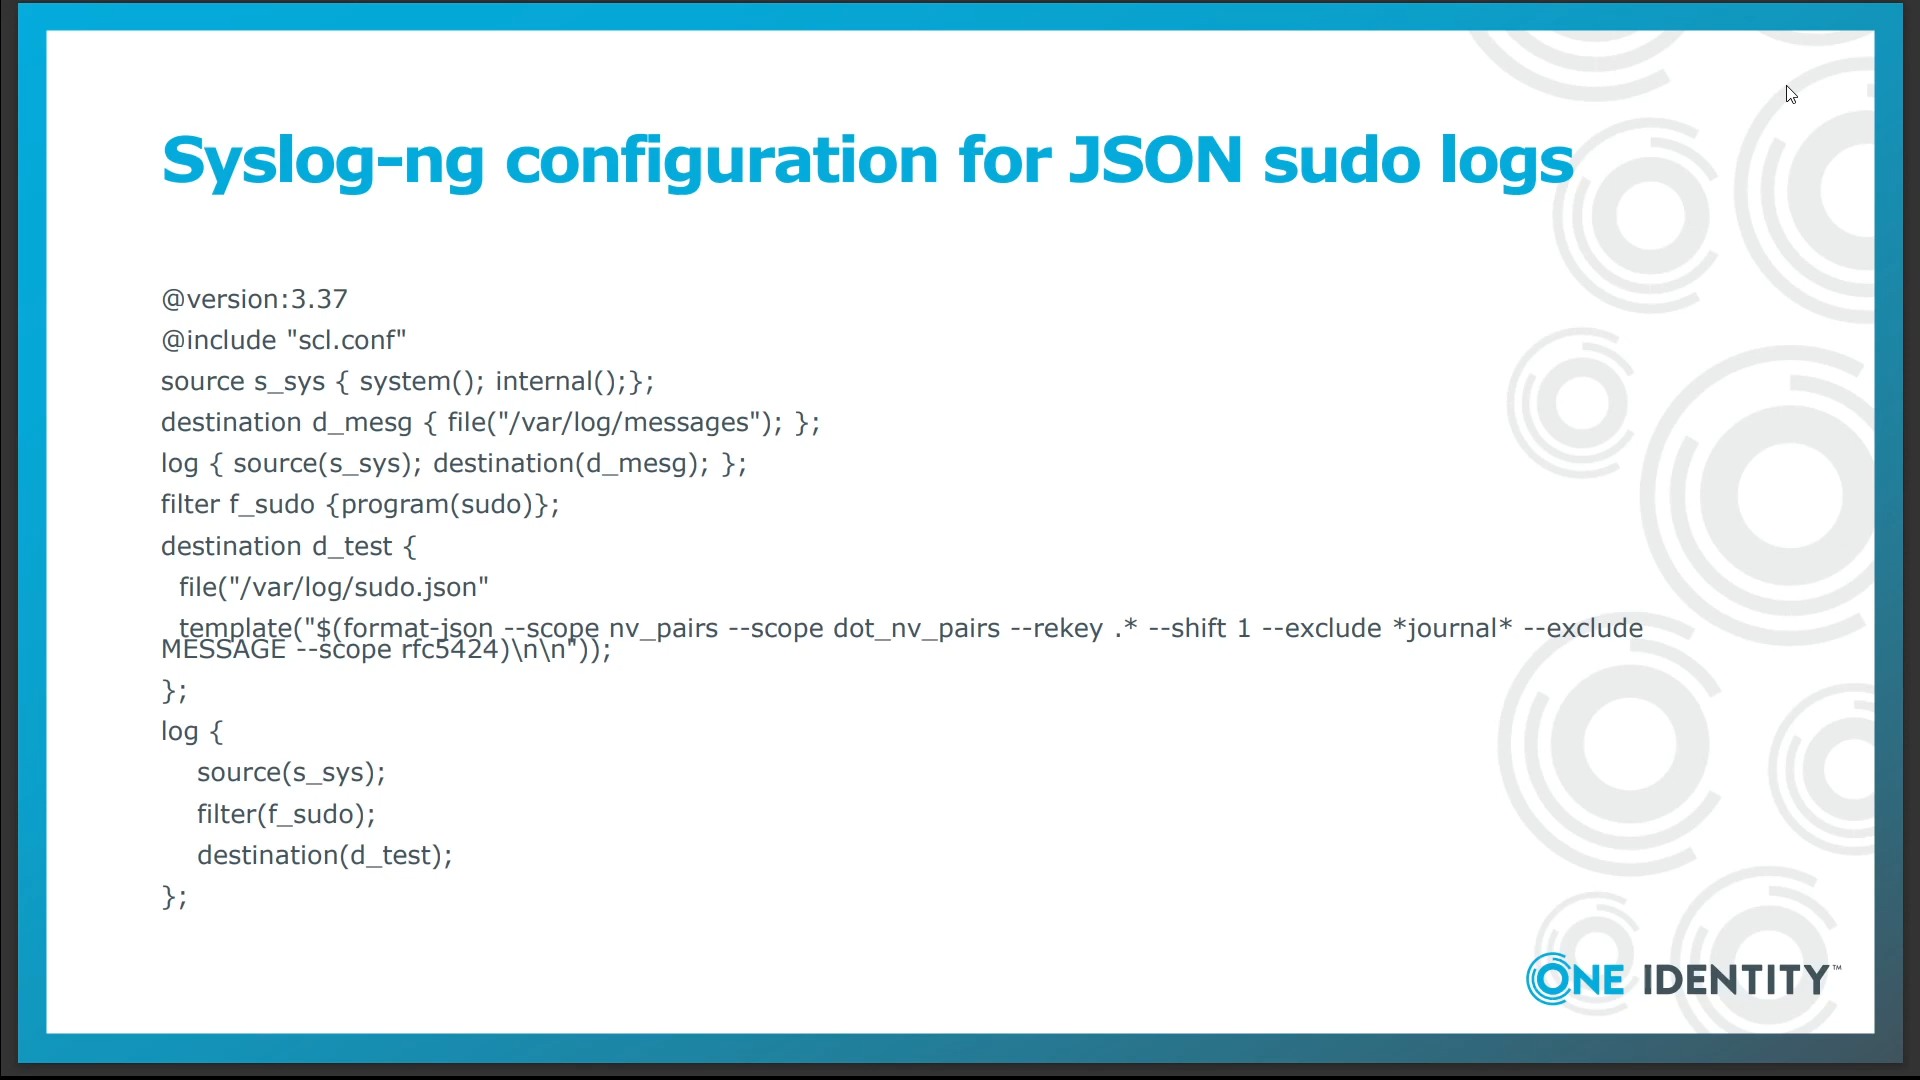 Syslog-ng configuration for JSON sudo logs
@version:3.37
@include "scl.conf"
source s_sys { system(); internal();};
destination d_mesg { file("/var/log/messages"); };
log { source(s_sys); destination(d_mesg); };
filter f_sudo {program(sudo)};
destination d_test {
  file("/var/log/sudo.json"
  template("$(format-json --scope nv_pairs --scope dot_nv_pairs --rekey .* --shift 1 --exclude *journal* --exclude
MESSAGE --scope rfc5424)\n\n"));
};
log {
    source(s_sys);
    filter(f_sudo);
    destination(d_test);
};
ONE IDENTITY™